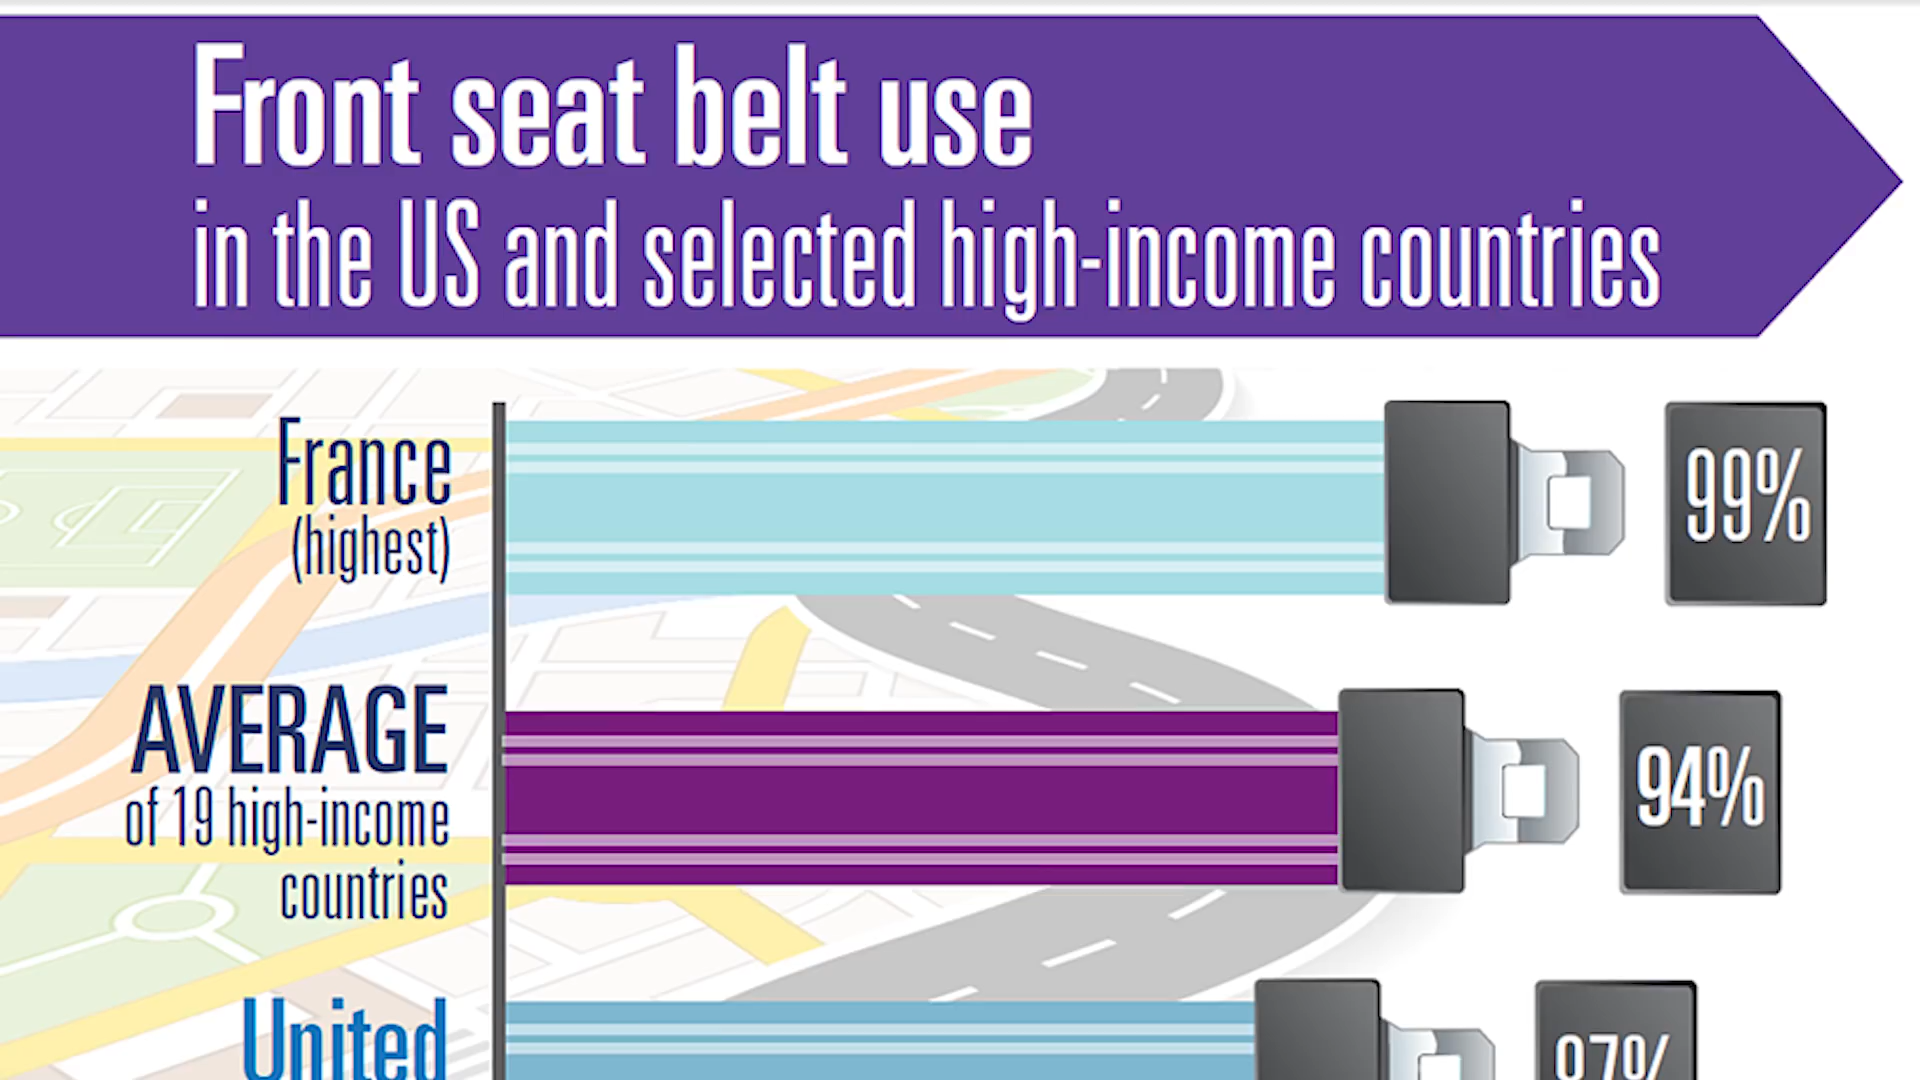 Front seat belt use
in the US and selected high-income countries
France
(highest)
99%
AVERAGE
of 19 high-income
countries
94%
United